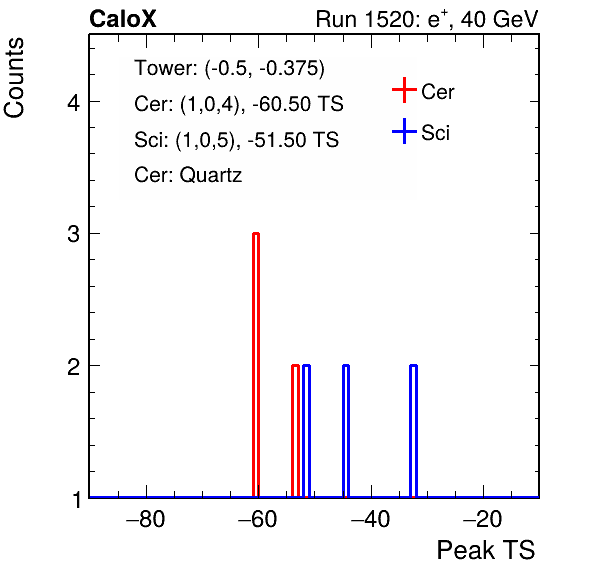 CaloX Run 1520: e⁺, 40 GeV
Counts
Tower: (-0.5, -0.375)
Cer: (1,0,4), -60.50 TS
Sci: (1,0,5), -51.50 TS
Cer: Quartz
Cer
Sci
4
3
2
1
−80 −60 −40 −20
Peak TS